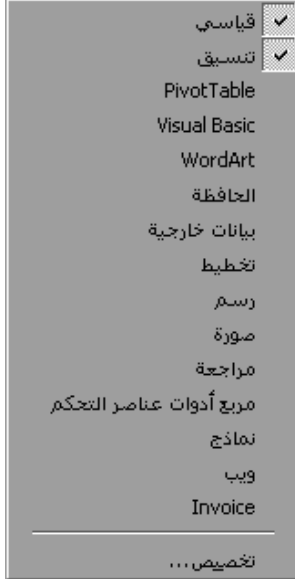 قياسي
تنسيق
PivotTable
Visual Basic
WordArt
الحافظة
بيانات خارجية
تخطيط
رسم
صورة
مراجعة
مربع أدوات عناصر التحكم
نماذج
ويب
Invoice
تخصيص...